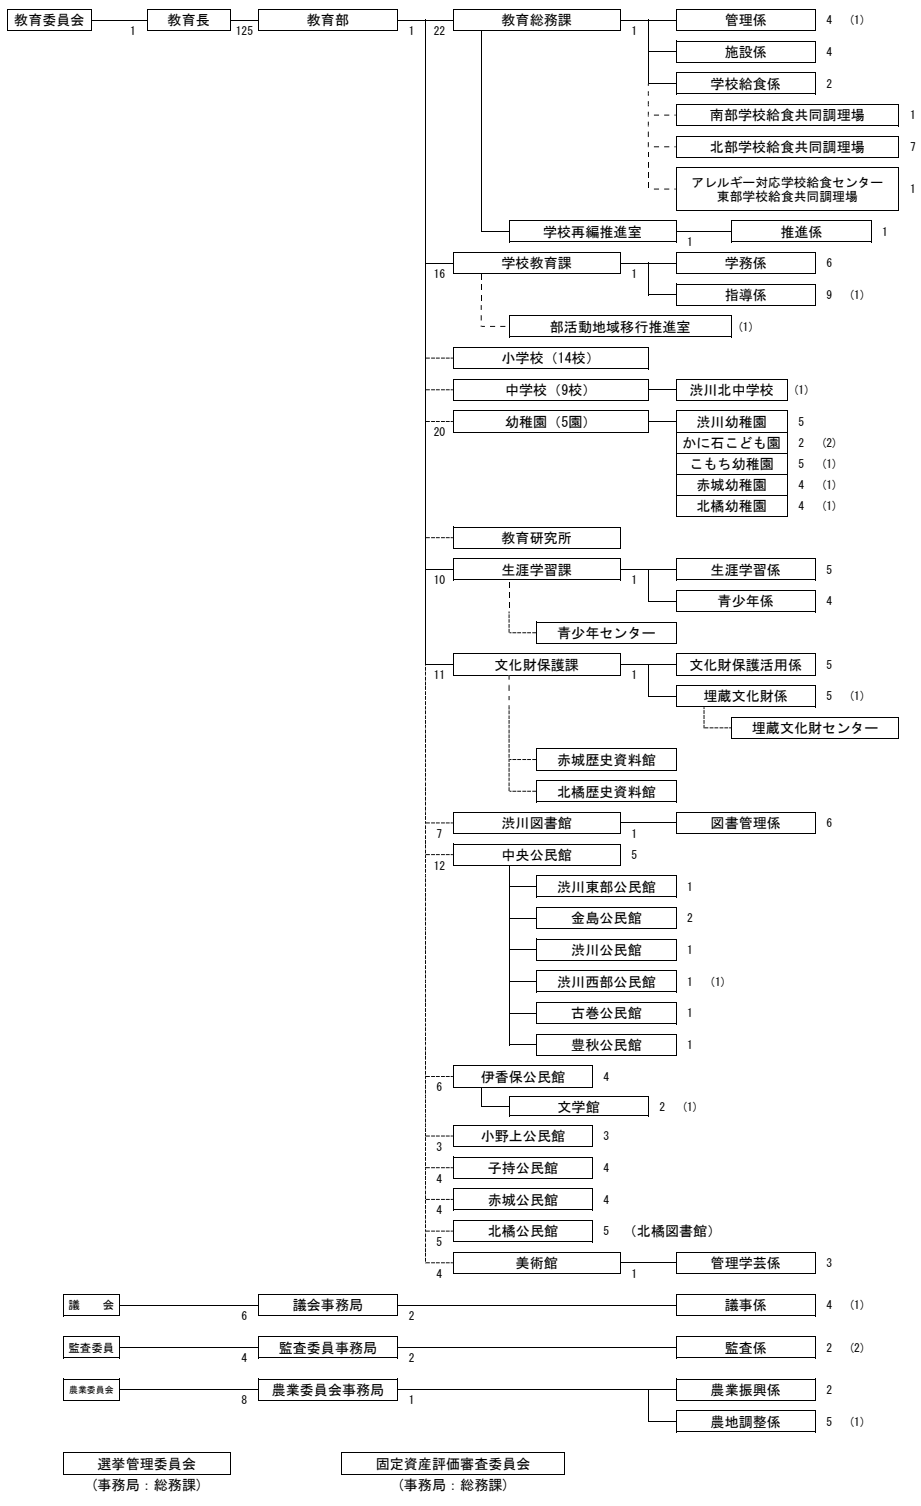 教育委員会 1 教育長 125 教育部 1 22 教育総務課 1 管理係 4 (1)
施設係 4
学校給食係 2
南部学校給食共同調理場 1
北部学校給食共同調理場 7
アレルギー対応学校給食センター
東部学校給食共同調理場 1
学校再編推進室 1 推進係 1
16 学校教育課 1 学務係 6
指導係 9 (1)
部活動地域移行推進室 (1)
小学校（14校）
中学校（9校） 渋川北中学校 (1)
20 幼稚園（5園） 渋川幼稚園 5
かに石こども園 2 (2)
こもち幼稚園 5 (1)
赤城幼稚園 4 (1)
北橘幼稚園 4 (1)
教育研究所
10 生涯学習課 1 生涯学習係 5
青少年係 4
青少年センター
11 文化財保護課 1 文化財保護活用係 5
埋蔵文化財係 5 (1)
埋蔵文化財センター
赤城歴史資料館
北橘歴史資料館
7 渋川図書館 1 図書管理係 6
12 中央公民館 5
渋川東部公民館 1
金島公民館 2
渋川公民館 1
渋川西部公民館 1 (1)
古巻公民館 1
豊秋公民館 1
6 伊香保公民館 4
文学館 2 (1)
3 小野上公民館 3
4 子持公民館 4
4 赤城公民館 4
5 北橘公民館 5 （北橘図書館）
4 美術館 1 管理学芸係 3
議　会 6 議会事務局 2 議事係 4 (1)
監査委員 4 監査委員事務局 2 監査係 2 (2)
農業委員会 8 農業委員会事務局 1 農業振興係 2
農地調整係 5 (1)
選挙管理委員会 固定資産評価審査委員会
（事務局：総務課） （事務局：総務課）